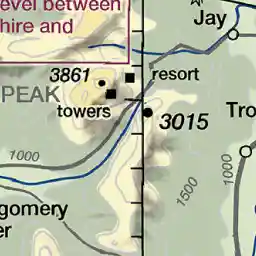 evel between
hire and
Jay
3861
resort
PEAK
towers
3015
Tro
1000
1000
1500
gomery
er